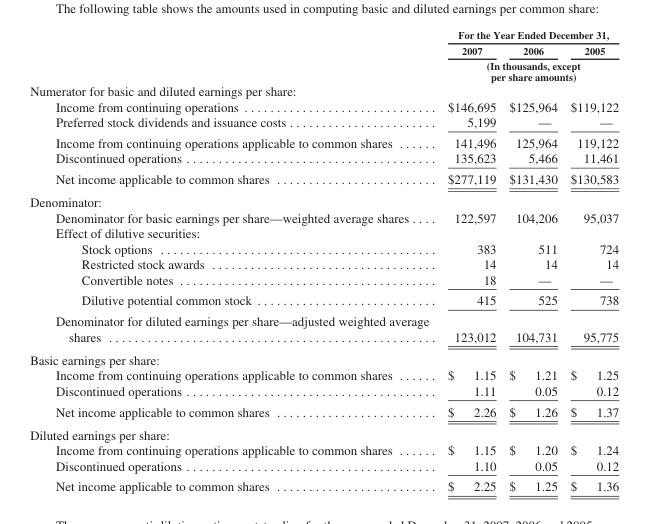 The following table shows the amounts used in computing basic and diluted earnings per common share:
For the Year Ended December 31,
2007 2006 2005
(In thousands, except
per share amounts)
Numerator for basic and diluted earnings per share:
Income from continuing operations . . . . . . . . . . . . . . . . . . . . . . . . . . . . $146,695 $125,964 $119,122
Preferred stock dividends and issuance costs . . . . . . . . . . . . . . . . . . . . . 5,199 — —
Income from continuing operations applicable to common shares . . . . . . 141,496 125,964 119,122
Discontinued operations . . . . . . . . . . . . . . . . . . . . . . . . . . . . . . . . . . . . 135,623 5,466 11,461
Net income applicable to common shares . . . . . . . . . . . . . . . . . . . . . . . $277,119 $131,430 $130,583
Denominator:
Denominator for basic earnings per share—weighted average shares . . . . 122,597 104,206 95,037
Effect of dilutive securities:
Stock options . . . . . . . . . . . . . . . . . . . . . . . . . . . . . . . . . . . . . . . . 383 511 724
Restricted stock awards . . . . . . . . . . . . . . . . . . . . . . . . . . . . . . . . 14 14 14
Convertible notes . . . . . . . . . . . . . . . . . . . . . . . . . . . . . . . . . . . . . 18 — —
Dilutive potential common stock . . . . . . . . . . . . . . . . . . . . . . . . . . 415 525 738
Denominator for diluted earnings per share—adjusted weighted average
shares . . . . . . . . . . . . . . . . . . . . . . . . . . . . . . . . . . . . . . . . . . . . . . . 123,012 104,731 95,775
Basic earnings per share:
Income from continuing operations applicable to common shares . . . . . . $ 1.15 $ 1.21 $ 1.25
Discontinued operations . . . . . . . . . . . . . . . . . . . . . . . . . . . . . . . . . . . . 1.11 0.05 0.12
Net income applicable to common shares . . . . . . . . . . . . . . . . . . . . . . . $ 2.26 $ 1.26 $ 1.37
Diluted earnings per share:
Income from continuing operations applicable to common shares . . . . . . $ 1.15 $ 1.20 $ 1.24
Discontinued operations . . . . . . . . . . . . . . . . . . . . . . . . . . . . . . . . . . . . 1.10 0.05 0.12
Net income applicable to common shares . . . . . . . . . . . . . . . . . . . . . . . $ 2.25 $ 1.25 $ 1.36